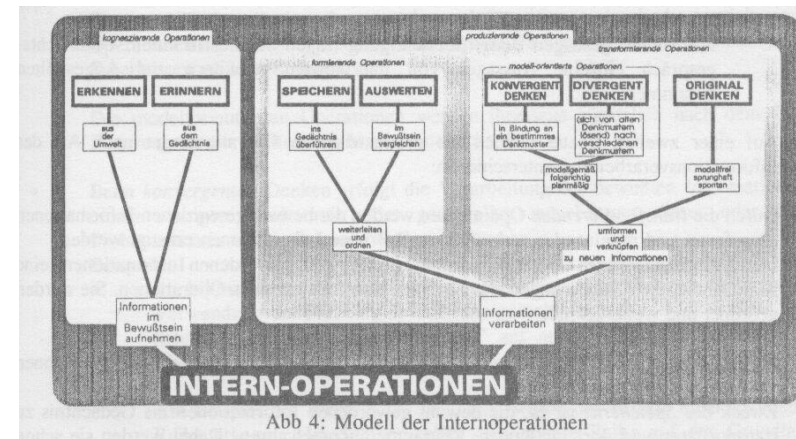 kogneszierende Operationen
produzierende Operationen
formierende Operationen
transformierende Operationen
modell-orientierte Operationen
ERKENNEN
ERINNERN
SPEICHERN
AUSWERTEN
KONVERGENT
DENKEN
DIVERGENT
DENKEN
ORIGINAL
DENKEN
aus
der
Umwelt
aus
dem
Gedächtnis
ins
Gedächtnis
überführen
im
Bewußtsein
vergleichen
in Bindung an
ein bestimmtes
Denkmuster
(sich von alten
Denkmustern
lösend) nach
verschiedenen
Denkmustern
modellgemäß
folgerichtig
planmäßig
modellfrei
sprunghaft
spontan
weiterleiten
und
ordnen
umformen
und
verknüpfen
zu neuen Informationen
Informationen
im
Bewußtsein
aufnehmen
Informationen
verarbeiten
INTERN-OPERATIONEN
Abb 4: Modell der Internoperationen